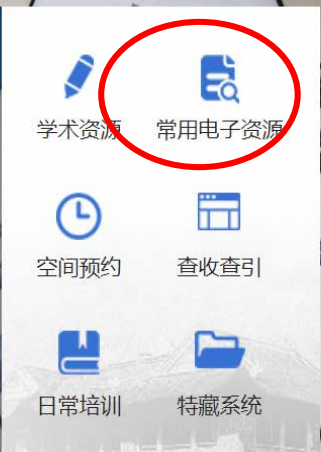 学术资源 常用电子资源
空间预约 查收查引
日常培训 特藏系统